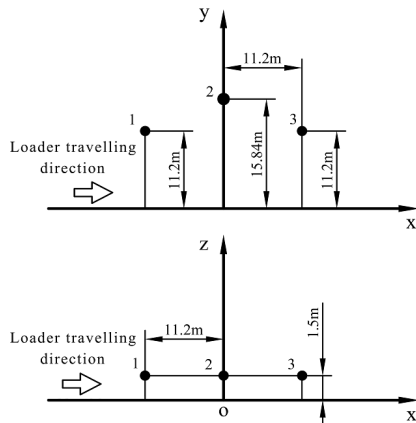 y
11.2m
2
1
3
Loader travelling
direction
11.2m
15.84m
11.2m
x
z
Loader travelling
direction
11.2m
1.5m
1
2
3
o
x